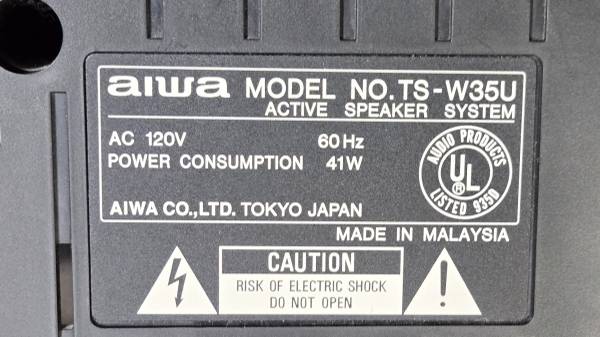 aiwa MODEL NO. TS-W35U
ACTIVE SPEAKER SYSTEM
AC 120V 60Hz
POWER CONSUMPTION 41W
AUDIO PRODUCTS
UL
®
LISTED 935D
AIWA CO.,LTD. TOKYO JAPAN
MADE IN MALAYSIA
CAUTION
RISK OF ELECTRIC SHOCK
DO NOT OPEN